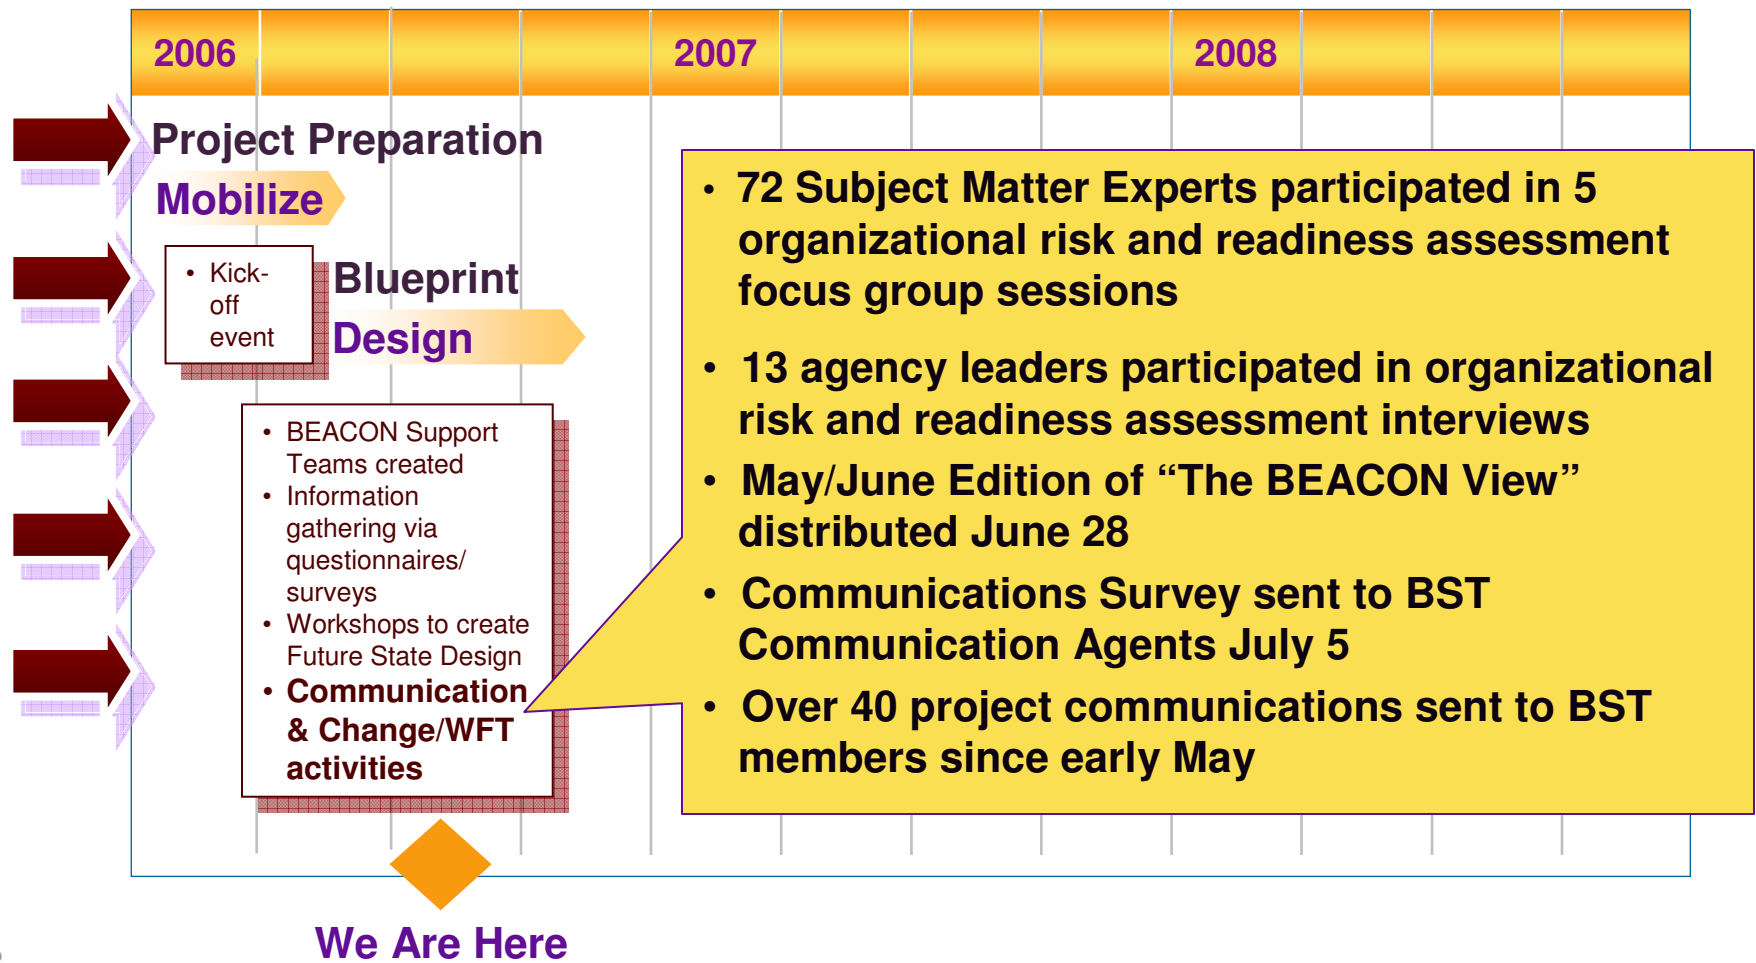 2006 2007 2008
Project Preparation
Mobilize
• Kick-
off
event
Blueprint
Design
• BEACON Support
Teams created
• Information
gathering via
questionnaires/
surveys
• Workshops to create
Future State Design
• Communication
& Change/WFT
activities
• 72 Subject Matter Experts participated in 5
organizational risk and readiness assessment
focus group sessions
• 13 agency leaders participated in organizational
risk and readiness assessment interviews
• May/June Edition of “The BEACON View”
distributed June 28
• Communications Survey sent to BST
Communication Agents July 5
• Over 40 project communications sent to BST
members since early May
We Are Here